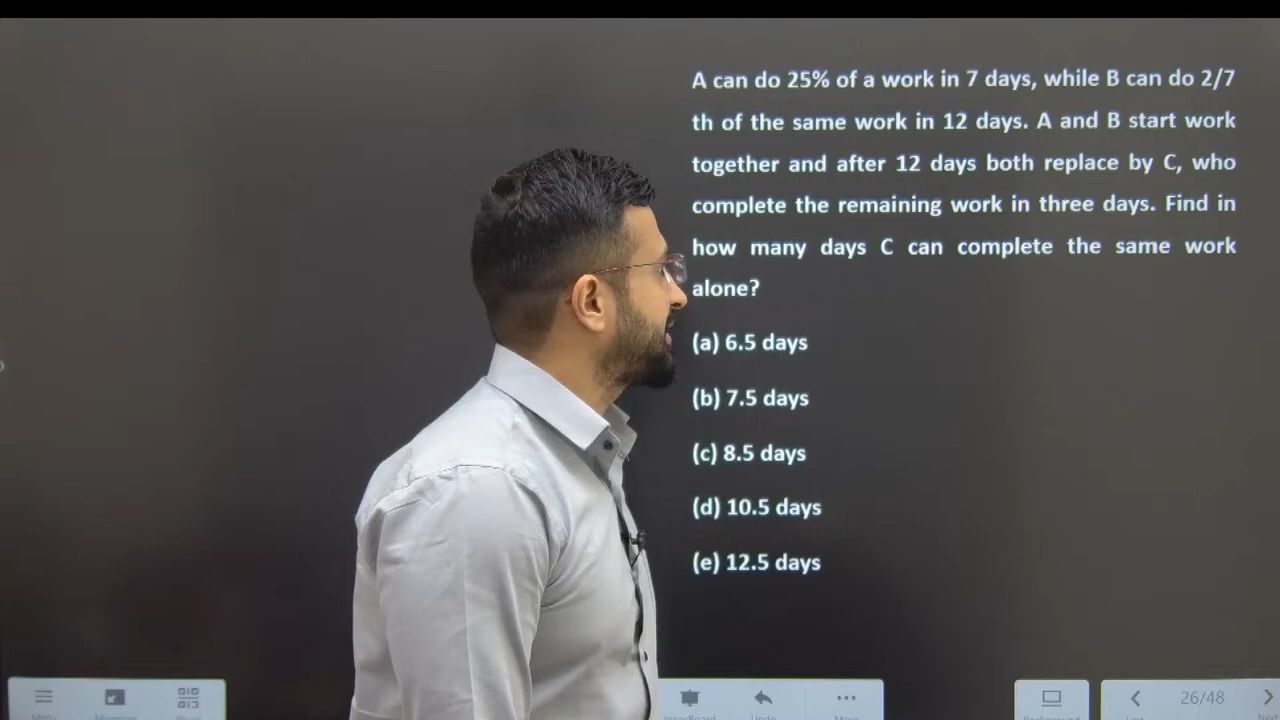 A can do 25% of a work in 7 days, while B can do 2/7
th of the same work in 12 days. A and B start work
together and after 12 days both replace by C, who
complete the remaining work in three days. Find in
how many days C can complete the same work
alone?
(a) 6.5 days
(b) 7.5 days
(c) 8.5 days
(d) 10.5 days
(e) 12.5 days
26/48